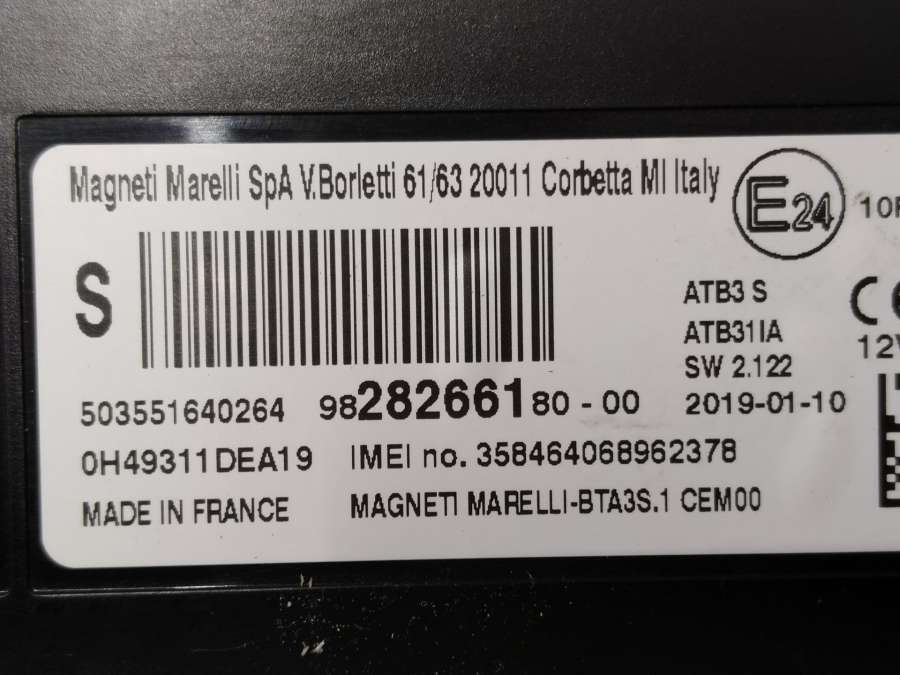 Magneti Marelli SpA V.Borletti 61/63 20011 Corbetta MI Italy
E24
S
ATB3 S
ATB31IA
SW 2.122
12V
503551640264 9828266180 - 00 2019-01-10
0H49311DEA19 IMEI no. 358464068962378
MADE IN FRANCE MAGNETI MARELLI-BTA3S.1 CEM00